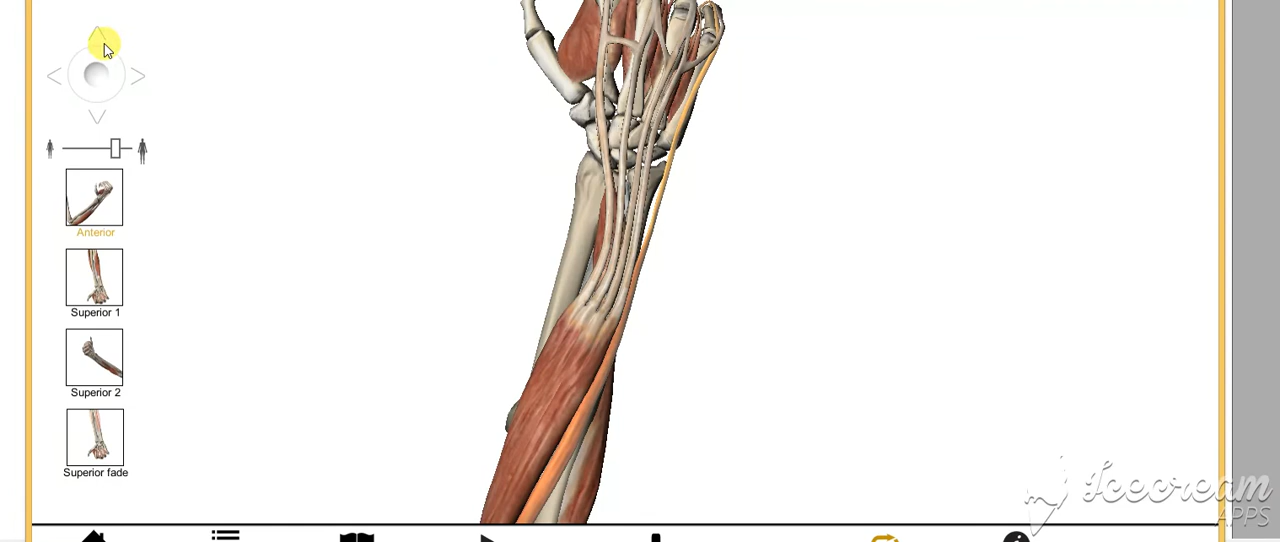 Anterior
Superior 1
Superior 2
Superior fade
Icecream
APPS